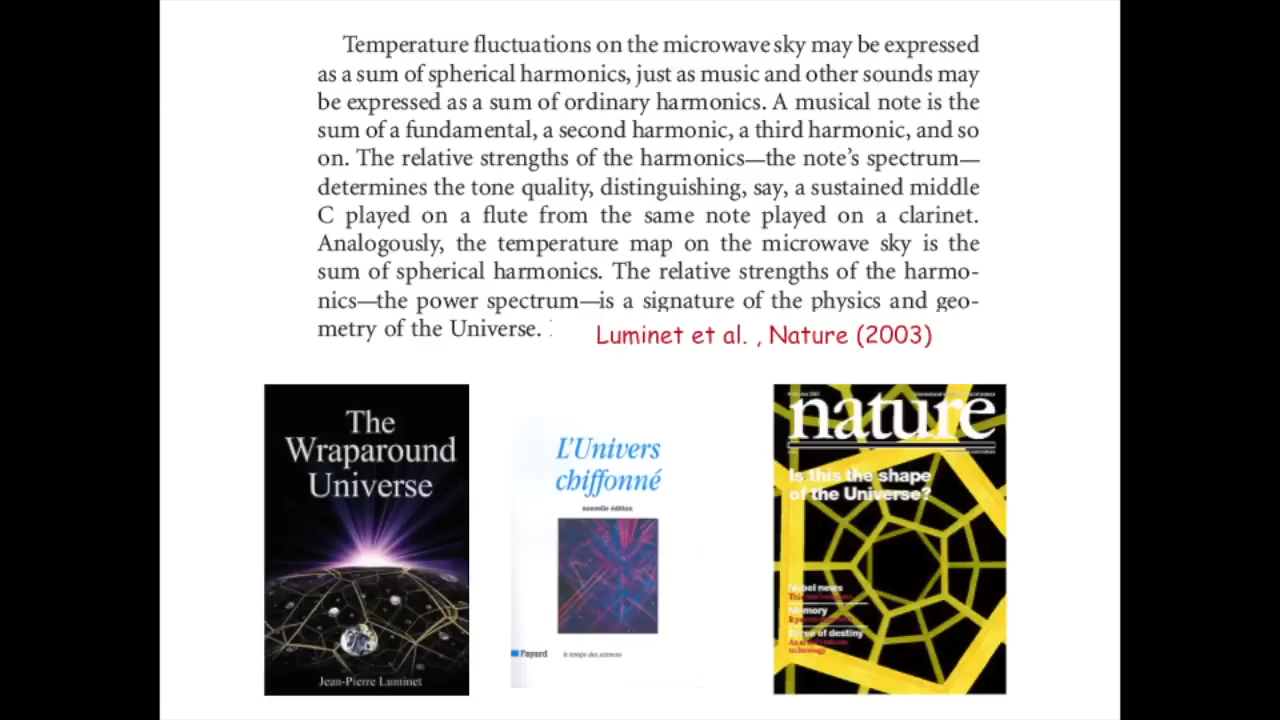 Temperature fluctuations on the microwave sky may be expressed
as a sum of spherical harmonics, just as music and other sounds may
be expressed as a sum of ordinary harmonics. A musical note is the
sum of a fundamental, a second harmonic, a third harmonic, and so
on. The relative strengths of the harmonics—the note's spectrum—
determines the tone quality, distinguishing, say, a sustained middle
C played on a flute from the same note played on a clarinet.
Analogously, the temperature map on the microwave sky is the
sum of spherical harmonics. The relative strengths of the harmo-
nics—the power spectrum—is a signature of the physics and geo-
metry of the Universe.
Luminet et al. , Nature (2003)
The
Wraparound
Universe
Jean-Pierre Luminet
L'Univers
chiffonné
nouvelle édition
Fayard
le temps des sciences
nature
Is this the shape
of the Universe?
Nobel news
Memory
of destiny
technology